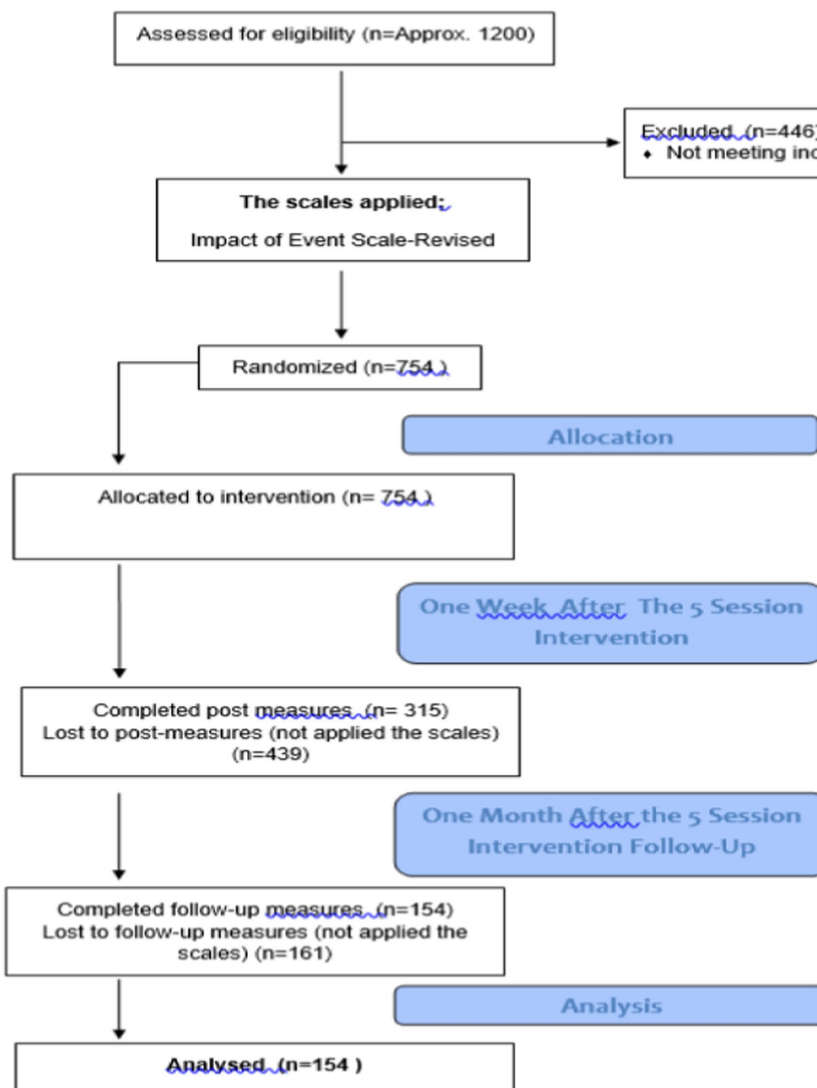 Assessed for eligibility (n=Approx. 1200)
Excluded (n=446)
♦ Not meeting
The scales applied;
Impact of Event Scale-Revised
Randomized (n=754 )
Allocation
Allocated to intervention (n= 754 )
One Week After The 5 Session
Intervention
Completed post measures (n= 315)
Lost to post-measures (not applied the scales)
(n=439)
One Month After the 5 Session
Intervention Follow-Up
Completed follow-up measures (n=154)
Lost to follow-up measures (not applied the
scales) (n=161)
Analysis
Analysed (n=154 )